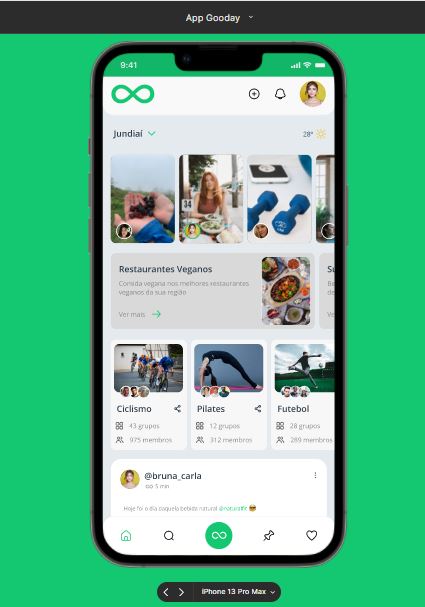 App Gooday
9:41
Jundiaí
28°
34
Restaurantes Veganos
Comida vegana nos melhores restaurantes
veganos da sua região
Ver mais
Su
Ve
Ciclismo
43 grupos
975 membros
Pilates
12 grupos
312 membros
Futebol
28 grupos
289 membros
@bruna_carla
5 min
Hoje foi o dia daquela bebida natural @naturalfit 😎
iPhone 13 Pro Max